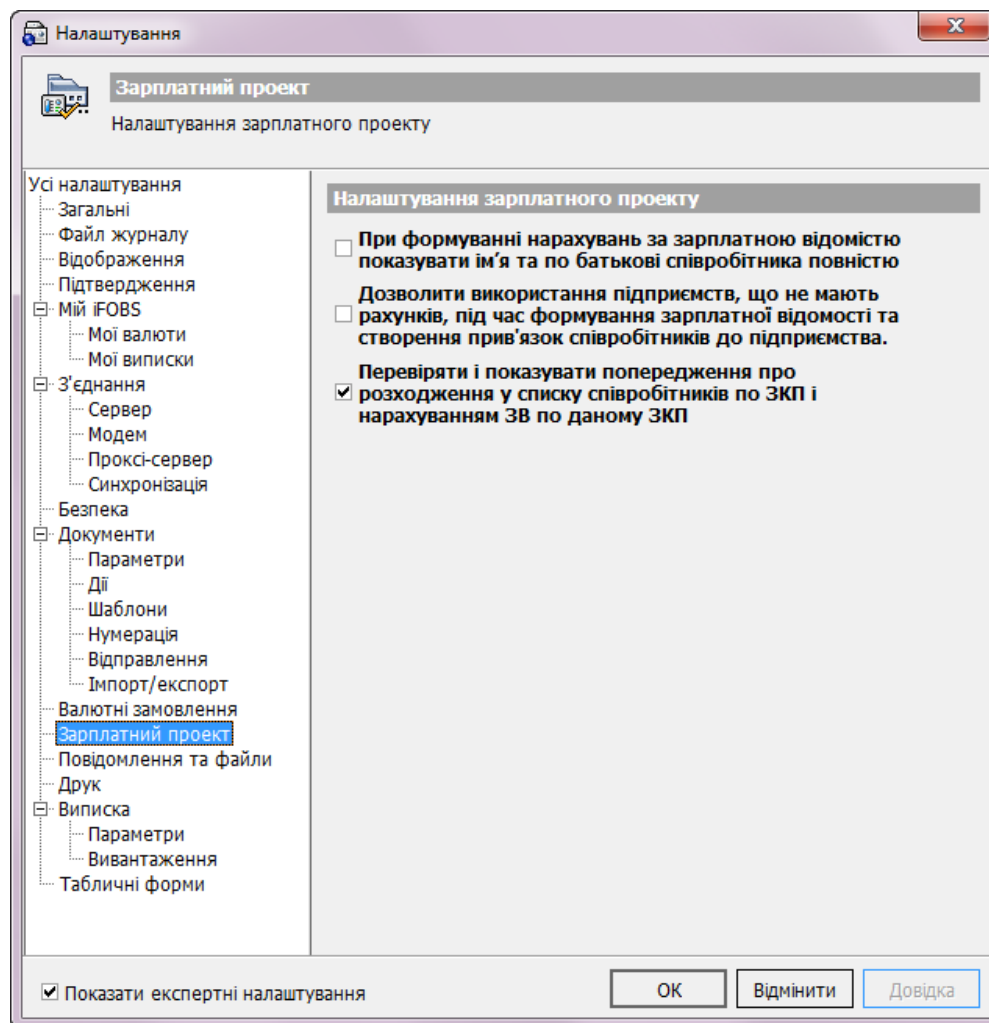 Налаштування
Зарплатний проект
Налаштування зарплатного проекту
Усі налаштування
Загальні
Файл журналу
Відображення
Підтвердження
Мій iFOBS
Мої валюти
Мої виписки
З'єднання
Сервер
Модем
Проксі-сервер
Синхронізація
Безпека
Документи
Параметри
Дії
Шаблони
Нумерація
Відправлення
Імпорт/експорт
Валютні замовлення
Зарплатний проект
Повідомлення та файли
Друк
Виписка
Параметри
Вивантаження
Табличні форми
Налаштування зарплатного проекту
При формуванні нарахувань за зарплатною відомістю
показувати ім’я та по батькові співробітника повністю
Дозволити використання підприємств, що не мають
рахунків, під час формування зарплатної відомості та
створення прив'язок співробітників до підприємства.
Перевіряти і показувати попередження про
розходження у списку співробітників по ЗКП і
нарахуванням ЗВ по даному ЗКП
Показати експертні налаштування
ОК
Відмінити
Довідка